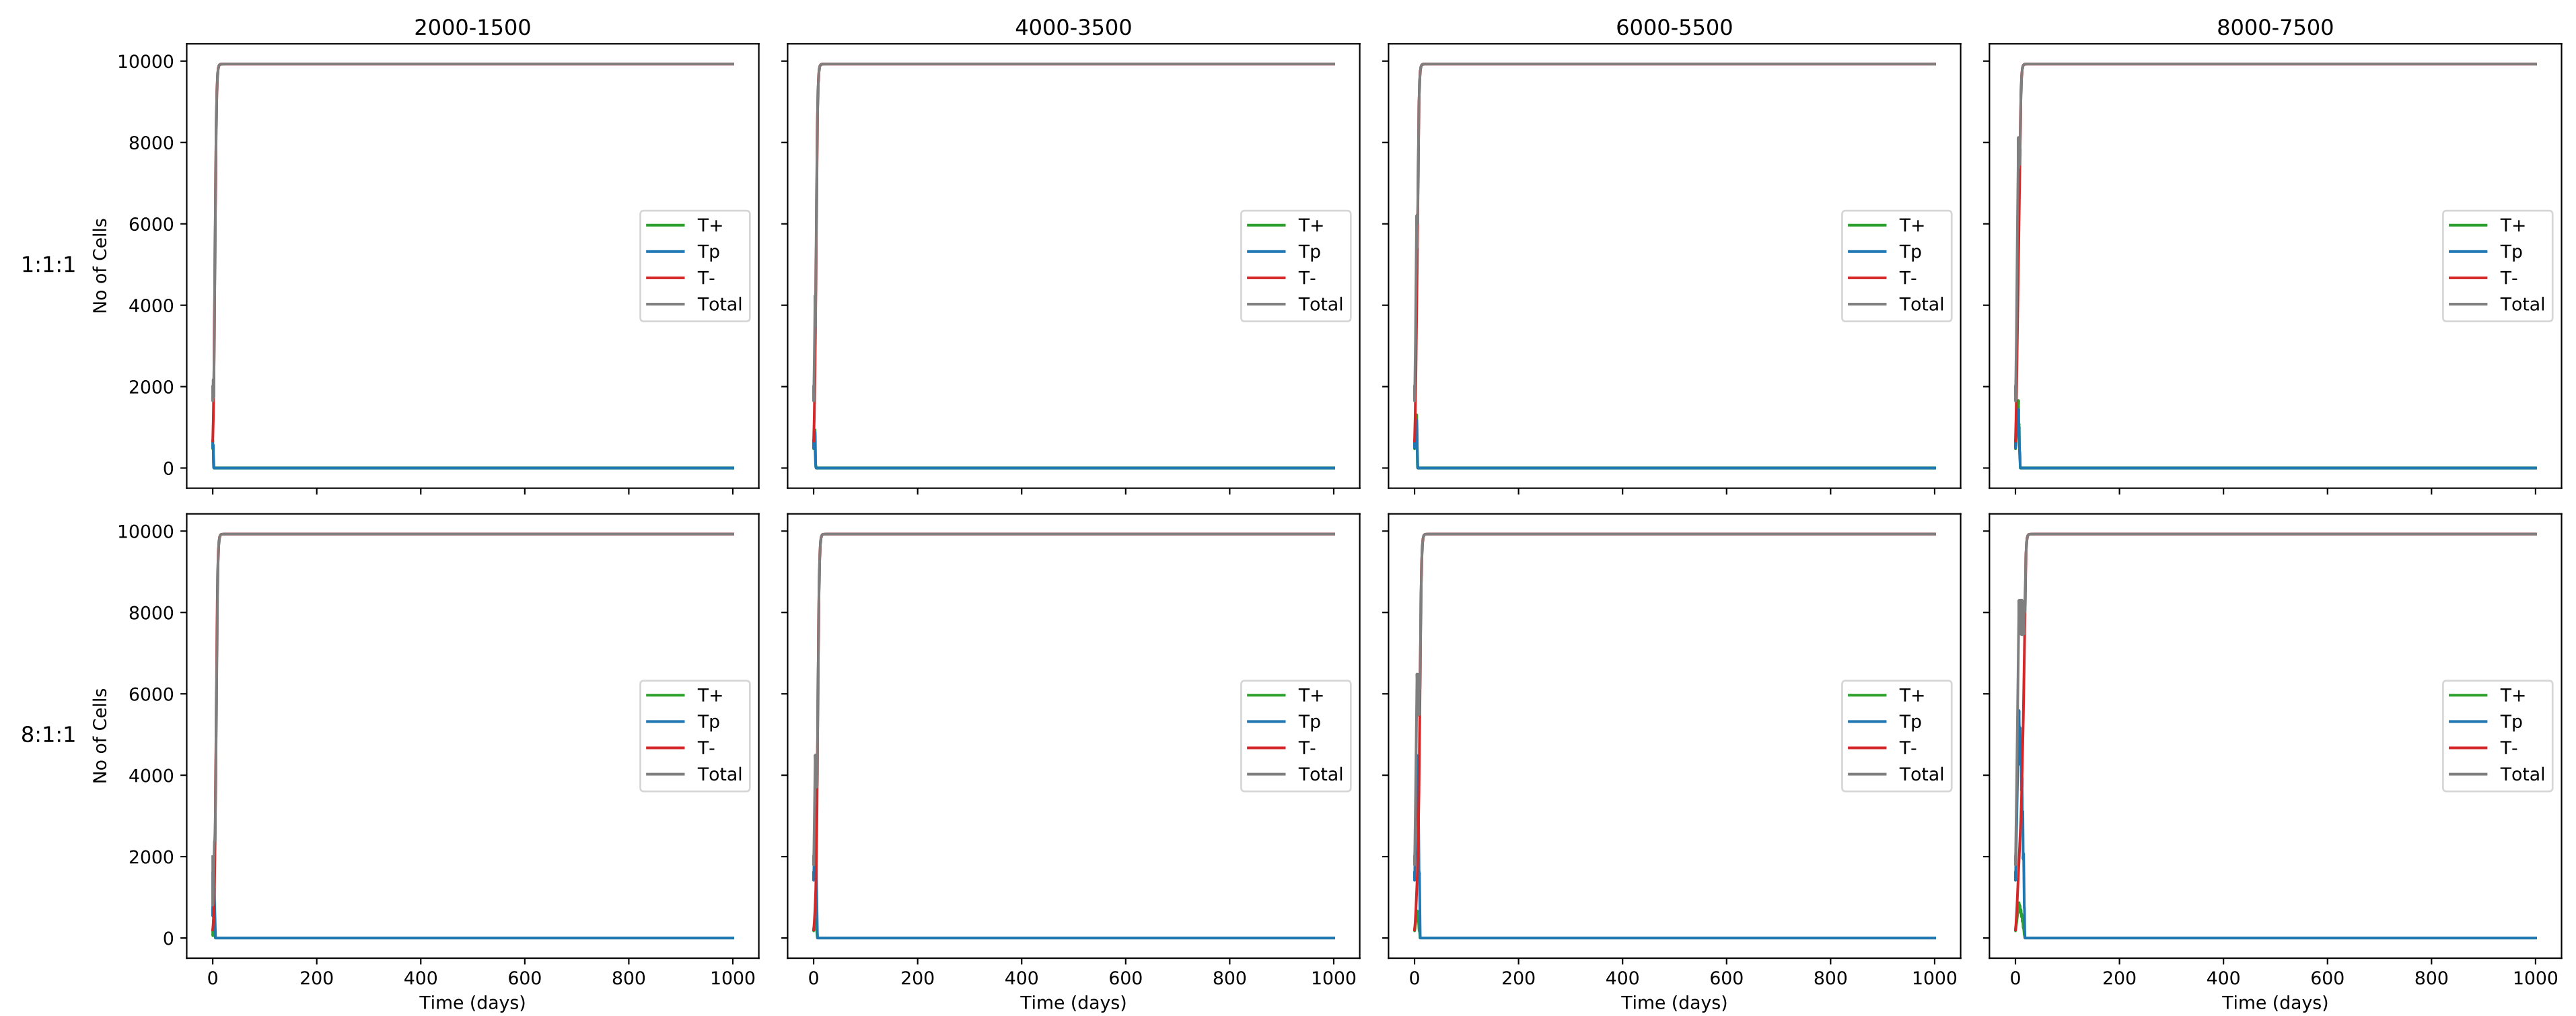 2000-1500 4000-3500 6000-5500 8000-7500
1:1:1
No of Cells
10000
8000
6000
4000
2000
0
T+
Tp
T-
Total
T+
Tp
T-
Total
T+
Tp
T-
Total
T+
Tp
T-
Total
8:1:1
No of Cells
10000
8000
6000
4000
2000
0
T+
Tp
T-
Total
T+
Tp
T-
Total
T+
Tp
T-
Total
T+
Tp
T-
Total
0 200 400 600 800 1000 0 200 400 600 800 1000 0 200 400 600 800 1000 0 200 400 600 800 1000
Time (days) Time (days) Time (days) Time (days)